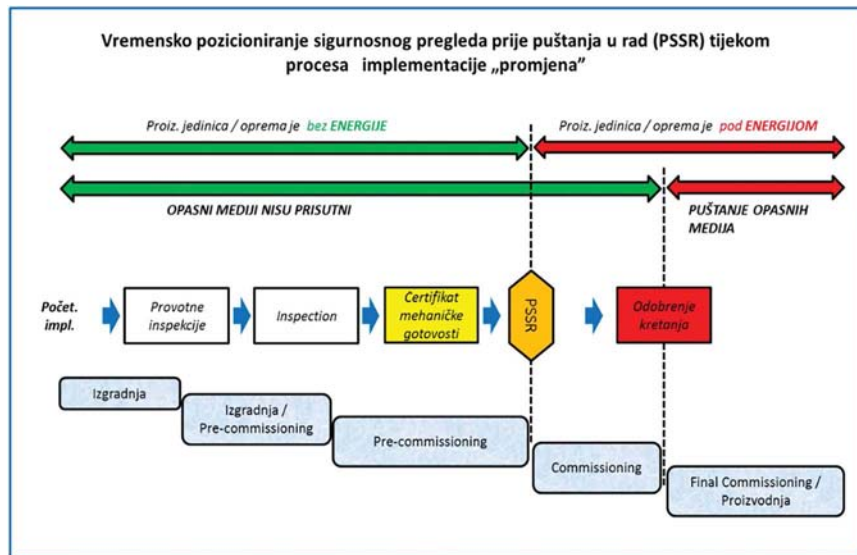 Vremensko pozicioniranje sigurnosnog pregleda prije puštanja u rad (PSSR) tijekom
procesa implementacije „promjena”
Proiz. jedinica / oprema je bez ENERGIJE
Proiz. jedinica / oprema je pod ENERGIJOM
OPASNI MEDIJI NISU PRISUTNI
PUŠTANJE OPASNIH
MEDIJA
Počet.
impl.
Provotne
inspekcije
Inspection
Certifikat
mehaničke
gotovosti
PSSR
Odobrenje
kretanja
Izgradnja
Izgradnja /
Pre-commissioning
Pre-commissioning
Commissioning
Final Commissioning /
Proizvodnja